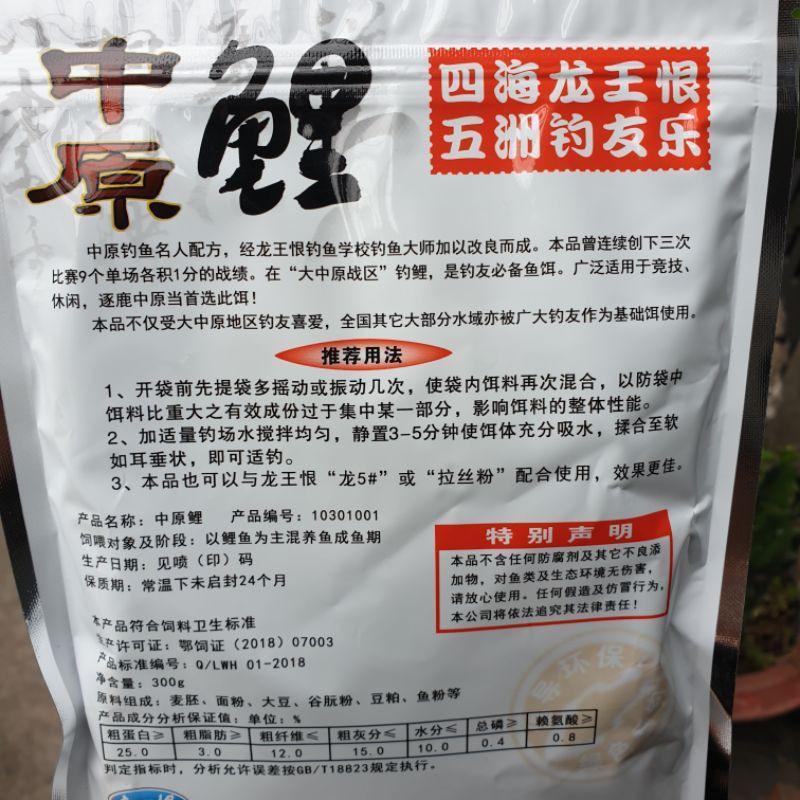 中原鲤
四海龙王恨
五洲钓友乐
中原钓鱼名人配方，经龙王恨钓鱼学校钓鱼大师加以改良而成。本品曾连续创下三次
比赛9个单场各积1分的战绩。在“大中原战区”钓鲤，是钓友必备鱼饵。广泛适用于竞技、
休闲，逐鹿中原当首选此饵！
本品不仅受大中原地区钓友喜爱，全国其它大部分水域亦被广大钓友作为基础饵使用。
推荐用法
1、开袋前先提袋多摇动或振动几次，使袋内饵料再次混合，以防袋中
饵料比重大之有效成份过于集中某一部分，影响饵料的整体性能。
2、加适量钓场水搅拌均匀，静置3-5分钟使饵体充分吸水，揉合至软
如耳垂状，即可适钓。
3、本品也可以与龙王恨“龙5#”或“拉丝粉”配合使用，效果更佳。
产品名称：中原鲤 产品编号：10301001
饲喂对象及阶段：以鲤鱼为主混养鱼成鱼期
生产日期：见喷（印）码
保质期：常温下未启封24个月
特别声明
本品不含任何防腐剂及其它不良添
加物，对鱼类及生态环境无伤害，
请放心使用。任何假造及仿冒行为，
本公司将依法追究其法律责任！
本产品符合饲料卫生标准
生产许可证：鄂饲证（2018）07003
产品标准编号：Q/LWH 01-2018
净含量：300g
原料组成：麦胚、面粉、大豆、谷朊粉、豆粕、鱼粉等
产品成分分析保证值：单位：%
粗蛋白≥ 粗脂肪≥ 粗纤维≤ 粗灰分≤ 水分≤ 总磷≥ 赖氨酸≥
25.0 3.0 12.0 15.0 10.0 0.4 0.8
判定指标时，分析允许误差按GB/T18823规定执行。